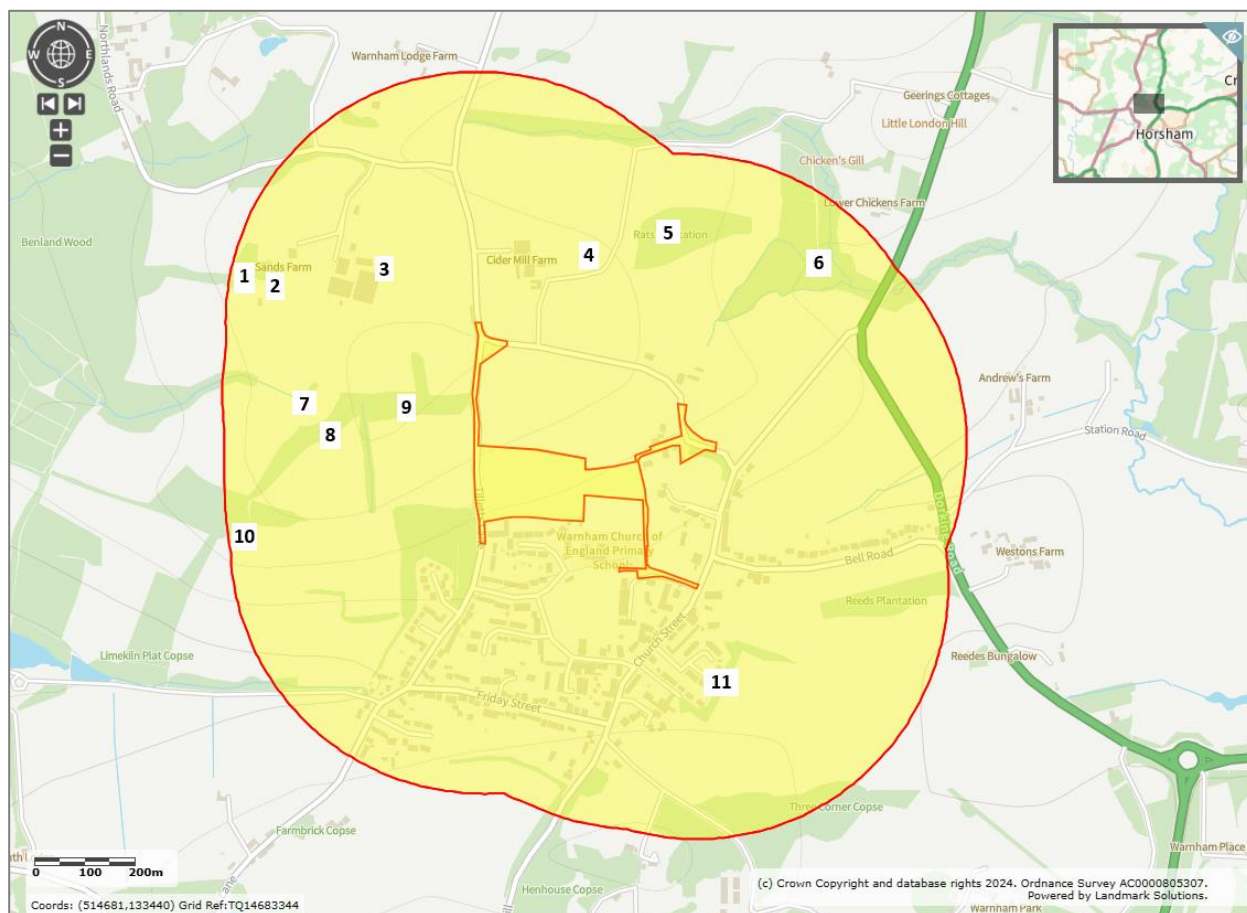 N
W
E
S
Northlands Road
Warnham Lodge Farm
Geerings Cottages
Little London Hill
Cr
Horsham
Chicken's Gill
Lower Chickens Farm
Benland Wood
5
4
Cider Mill Farm
6
1
Sands Farm
2
3
Andrew's Farm
Station Road
7
9
8
10
Warnham Church of
England Primary
School
Dorking Road
Bell Road
Westons Farm
Reeds Plantation
Church Street
Limekiln Plat Copse
Reedes Bungalow
11
Friday Street
Three Corner Copse
Farmbrick Copse
Warnham Place
0 100 200m
Henhouse Copse
(c) Crown Copyright and database rights 2024. Ordnance Survey AC0000805307.
Powered by Landmark Solutions.
Coords: (514681,133440) Grid Ref:TQ14683344
Warnham Park